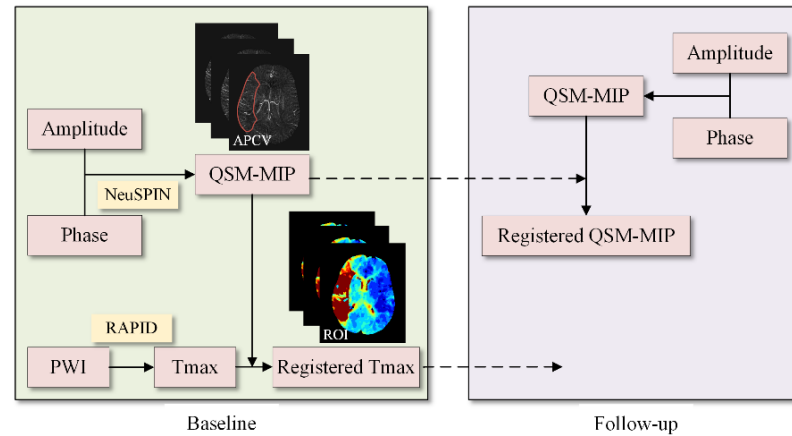 Amplitude
NeuSPIN
Phase
APCV
QSM-MIP
ROI
RAPID
PWI
Tmax
Registered Tmax
Baseline
Amplitude
QSM-MIP
Phase
Registered QSM-MIP
Follow-up